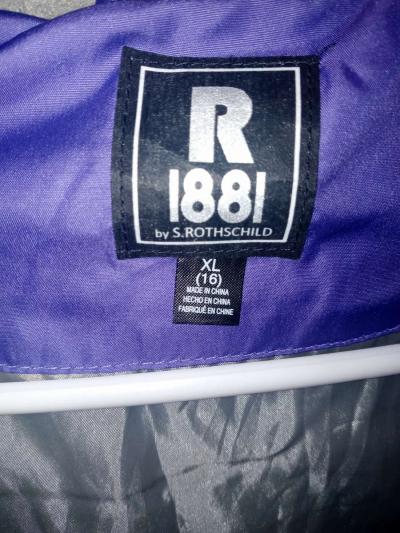 R
1881
by S.ROTHSCHILD
XL
(16)
MADE IN CHINA
HECHO EN CHINA
FABRIQUÉ EN CHINE